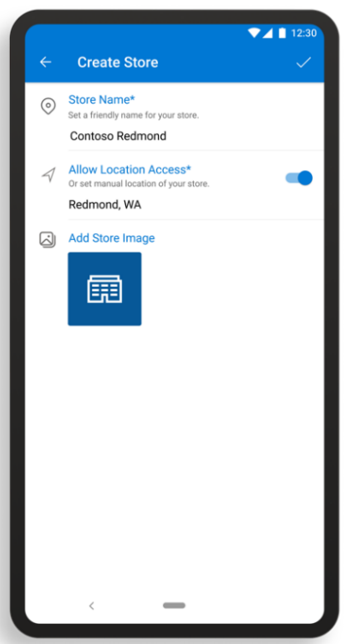 12:30
Create Store
Store Name*
Set a friendly name for your store.
Contoso Redmond
Allow Location Access*
Or set manual location of your store.
Redmond, WA
Add Store Image